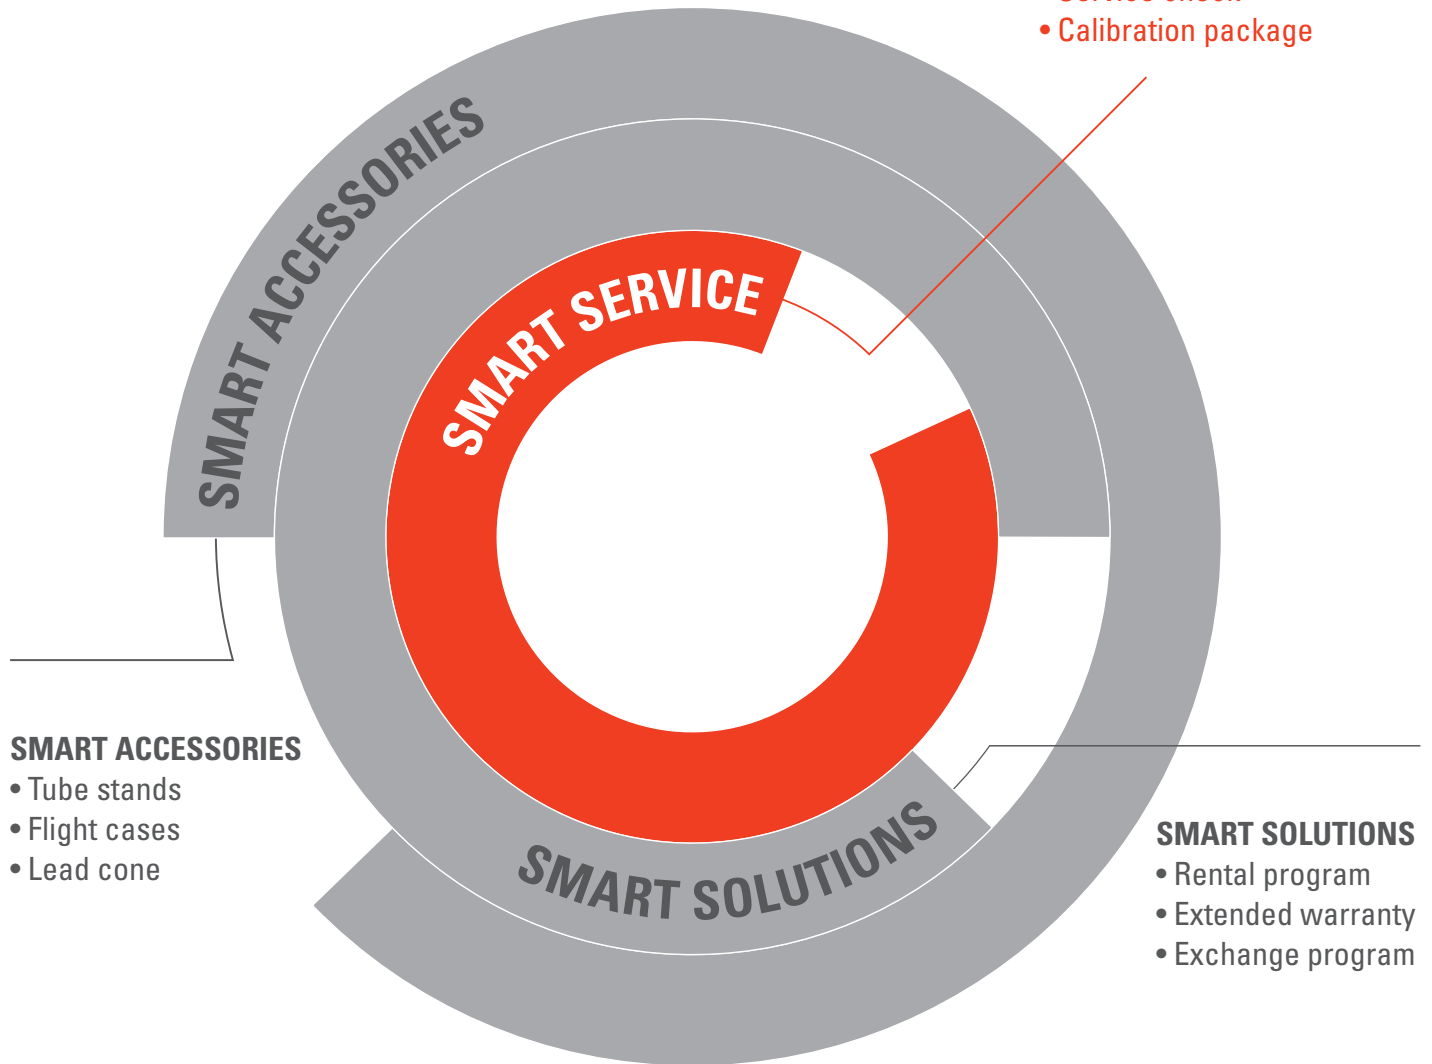 • Calibration package
SMART ACCESSORIES
SMART SERVICE
SMART SOLUTIONS
SMART ACCESSORIES
• Tube stands
• Flight cases
• Lead cone
SMART SOLUTIONS
• Rental program
• Extended warranty
• Exchange program